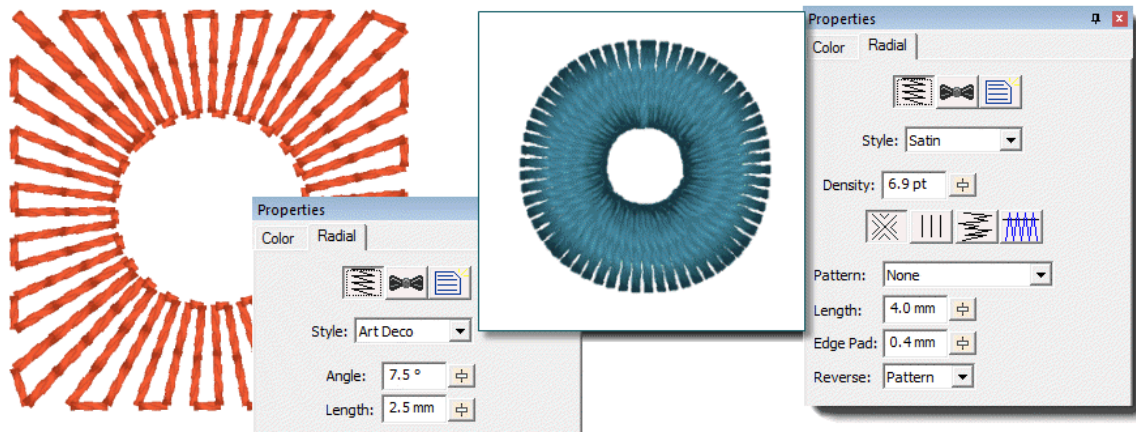 Properties
Color Radial
Style: Art Deco
Angle: 7.5 °
Length: 2.5 mm
Properties
Color Radial
Style: Satin
Density: 6.9 pt
Pattern: None
Length: 4.0 mm
Edge Pad: 0.4 mm
Reverse: Pattern